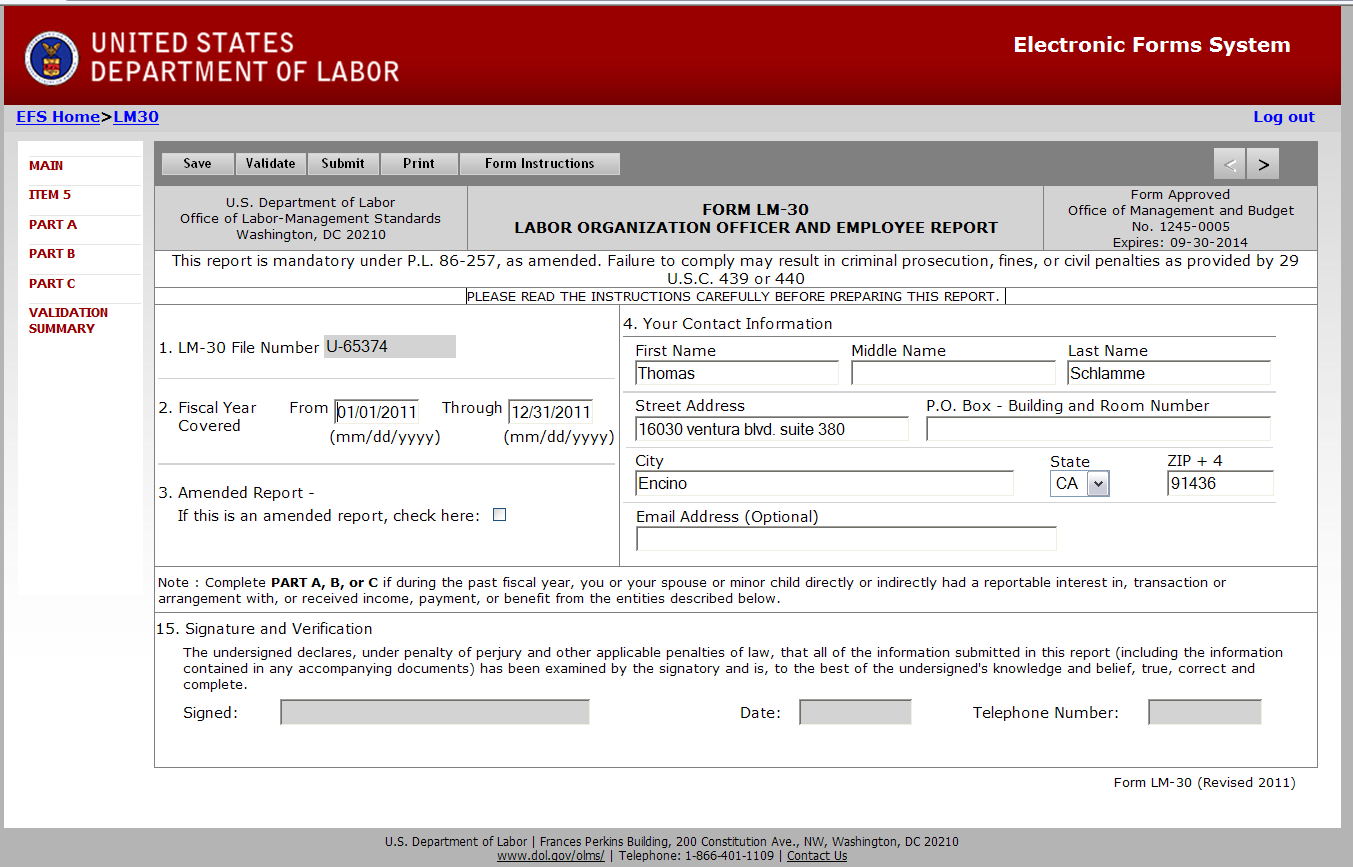 UNITED STATES
DEPARTMENT OF LABOR
Electronic Forms System
EFS Home>LM30
Log out
MAIN
ITEM 5
PART A
PART B
PART C
VALIDATION
SUMMARY
Save Validate Submit Print Form Instructions < >
U.S. Department of Labor
Office of Labor-Management Standards
Washington, DC 20210
FORM LM-30
LABOR ORGANIZATION OFFICER AND EMPLOYEE REPORT
Form Approved
Office of Management and Budget
No. 1245-0005
Expires: 09-30-2014
This report is mandatory under P.L. 86-257, as amended. Failure to comply may result in criminal prosecution, fines, or civil penalties as provided by 29
U.S.C. 439 or 440
PLEASE READ THE INSTRUCTIONS CAREFULLY BEFORE PREPARING THIS REPORT.
1. LM-30 File Number U-65374
2. Fiscal Year
Covered
From 01/01/2011 Through 12/31/2011
(mm/dd/yyyy) (mm/dd/yyyy)
3. Amended Report -
If this is an amended report, check here:
4. Your Contact Information
First Name Middle Name Last Name
Thomas Schlamme
Street Address P.O. Box - Building and Room Number
16030 ventura blvd. suite 380
City State ZIP + 4
Encino CA 91436
Email Address (Optional)
Note : Complete PART A, B, or C if during the past fiscal year, you or your spouse or minor child directly or indirectly had a reportable interest in, transaction or
arrangement with, or received income, payment, or benefit from the entities described below.
15. Signature and Verification
The undersigned declares, under penalty of perjury and other applicable penalties of law, that all of the information submitted in this report (including the information
contained in any accompanying documents) has been examined by the signatory and is, to the best of the undersigned's knowledge and belief, true, correct and
complete.
Signed: Date: Telephone Number:
Form LM-30 (Revised 2011)
U.S. Department of Labor | Frances Perkins Building, 200 Constitution Ave., NW, Washington, DC 20210
www.dol.gov/olms/ | Telephone: 1-866-401-1109 | Contact Us